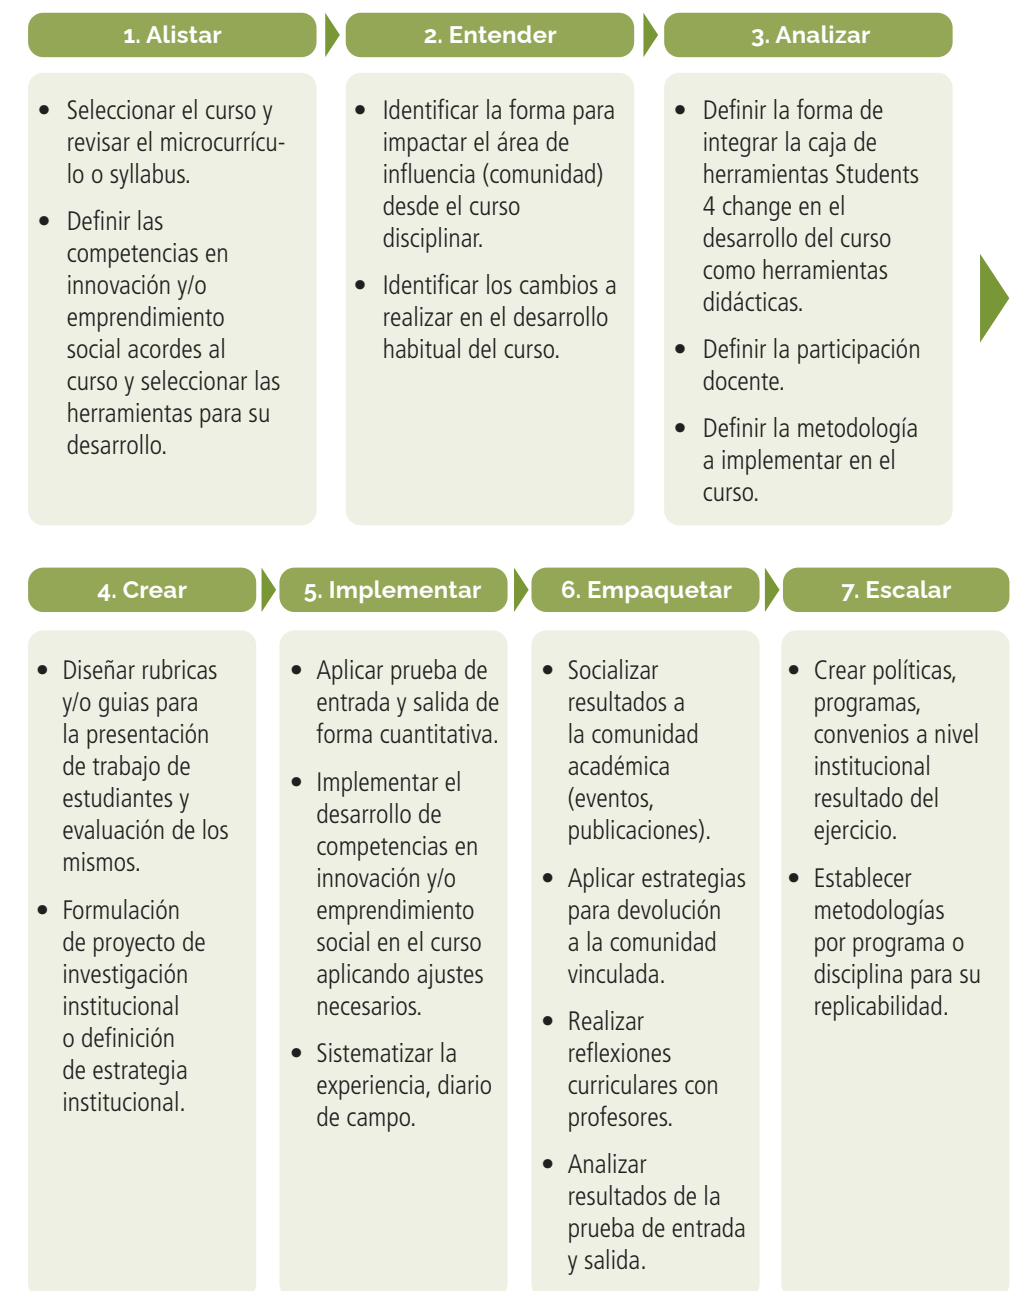 1. Alistar
• Seleccionar el curso y
revisar el microcurrícu-
lo o syllabus.
• Definir las
competencias en
innovación y/o
emprendimiento
social acordes al
curso y seleccionar las
herramientas para su
desarrollo.
2. Entender
• Identificar la forma para
impactar el área de
influencia (comunidad)
desde el curso
disciplinar.
• Identificar los cambios a
realizar en el desarrollo
habitual del curso.
3. Analizar
• Definir la forma de
integrar la caja de
herramientas Students
4 change en el
desarrollo del curso
como herramientas
didácticas.
• Definir la participación
docente.
• Definir la metodología
a implementar en el
curso.
4. Crear
• Diseñar rubricas
y/o guias para
la presentación
de trabajo de
estudiantes y
evaluación de los
mismos.
• Formulación
de proyecto de
investigación
institucional
o definición
de estrategia
institucional.
5. Implementar
• Aplicar prueba de
entrada y salida de
forma cuantitativa.
• Implementar el
desarrollo de
competencias en
innovación y/o
emprendimiento
social en el curso
aplicando ajustes
necesarios.
• Sistematizar la
experiencia, diario
de campo.
6. Empaquetar
• Socializar
resultados a
la comunidad
académica
(eventos,
publicaciones).
• Aplicar estrategias
para devolución
a la comunidad
vinculada.
• Realizar
reflexiones
curriculares con
profesores.
• Analizar
resultados de la
prueba de entrada
y salida.
7. Escalar
• Crear políticas,
programas,
convenios a nivel
institucional
resultado del
ejercicio.
• Establecer
metodologías
por programa o
disciplina para su
replicabilidad.